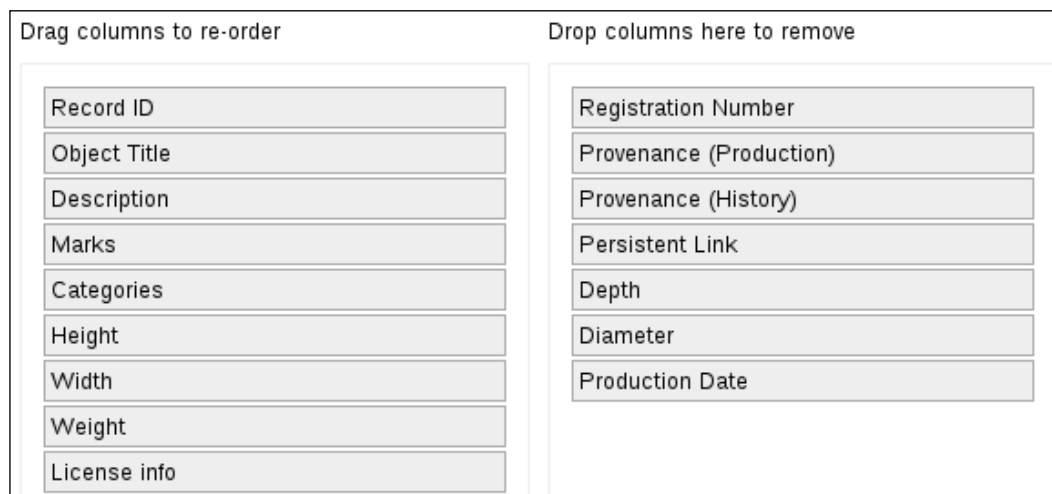 Drag columns to re-order
Record ID
Object Title
Description
Marks
Categories
Height
Width
Weight
License info
Drop columns here to remove
Registration Number
Provenance (Production)
Provenance (History)
Persistent Link
Depth
Diameter
Production Date